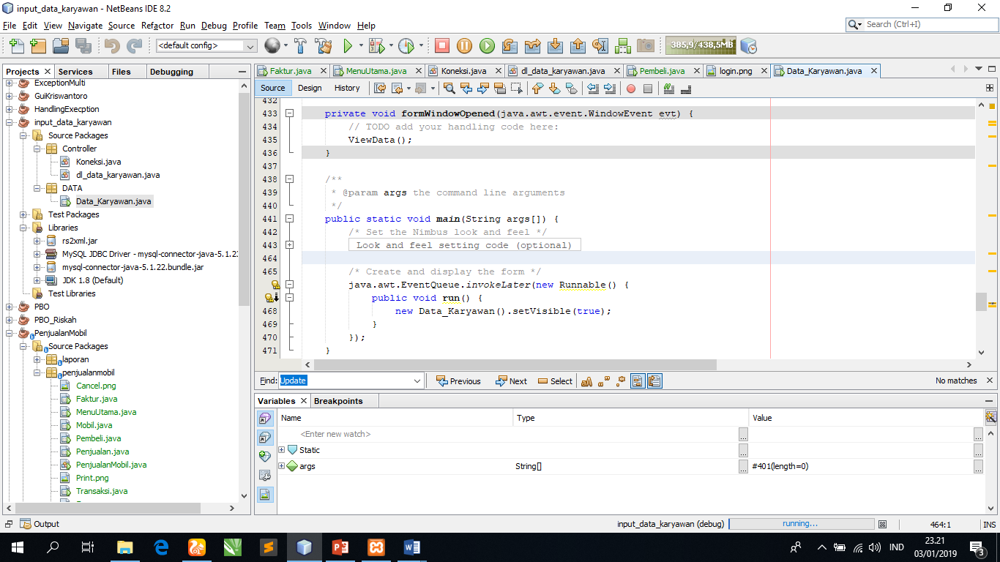 input_data_karyawan - NetBeans IDE 8.2
File Edit View Navigate Source Refactor Run Debug Profile Team Tools Window Help
Search (Ctrl+I)
<default config>
385,9/438,5MB
Projects Services Files Debugging
ExceptionMulti
GuiKriswantoro
HandlingExecption
input_data_karyawan
Source Packages
Controller
Koneksi.java
dl_data_karyawan.java
DATA
Data_Karyawan.java
Test Packages
Libraries
rs2xml.jar
MySQL JDBC Driver - mysql-connector-java-5.1.23
mysql-connector-java-5.1.22.bundle.jar
JDK 1.8 (Default)
Test Libraries
PBO
PBO_Riskah
PenjualanMobil
Source Packages
laporan
penjualanmobil
Cancel.png
Faktur.java
MenuUtama.java
Mobil.java
Pembeli.java
Penjualan.java
PenjualanMobil.java
Print.png
Transaksi.java
Faktur.java MenuUtama.java Koneksi.java dl_data_karyawan.java Pembeli.java login.png Data_Karyawan.java
Source Design History
432
433 private void formWindowOpened(java.awt.event.WindowEvent evt) {
434 // TODO add your handling code here:
435 ViewData();
436 }
437
438 /**
439 * @param args the command line arguments
440 */
441 public static void main(String args[]) {
442 /* Set the Nimbus look and feel */
443 Look and feel setting code (optional)
464
465 /* Create and display the form */
java.awt.EventQueue.invokeLater(new Runnable() {
public void run() {
468 new Data_Karyawan().setVisible(true);
469 }
470 });
471 }
Find: Update Previous Next Select aA No matches
Variables Breakpoints
Name Type Value
<Enter new watch>
Static
args String[] #401(length=0)
Output input_data_karyawan (debug) running... 464:1 INS
IND 23.21
03/01/2019
3